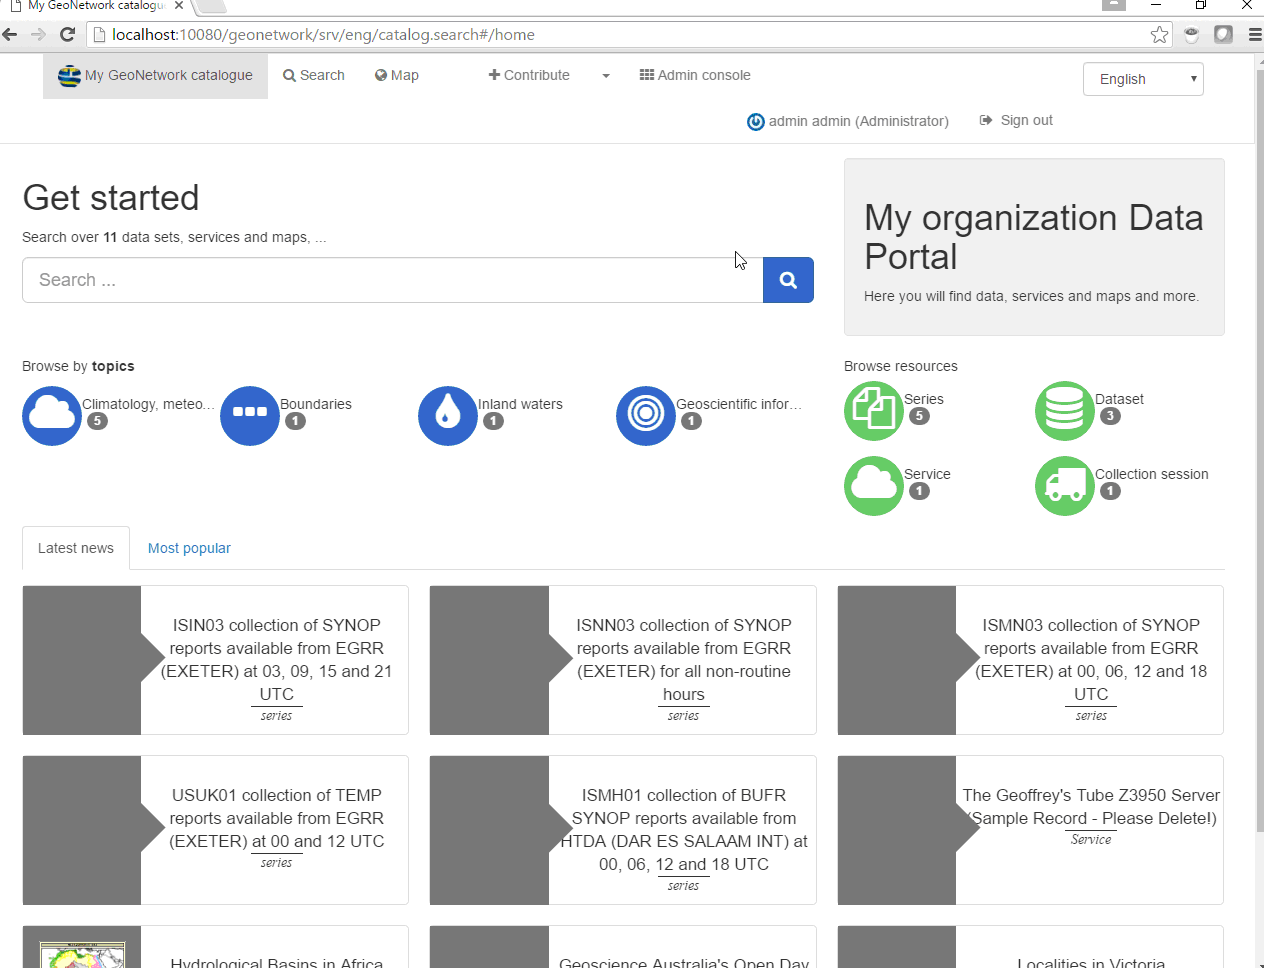 My GeoNetwork catalogu
localhost:10080/geonetwork/srv/eng/catalog.search#/home
My GeoNetwork catalogue Search Map Contribute Admin console English
admin admin (Administrator) Sign out
Get started
Search over 11 data sets, services and maps, ...
Search ...
My organization Data
Portal
Here you will find data, services and maps and more.
Browse by topics
Climatology, meteo...
5
Boundaries
1
Inland waters
1
Geoscientific infor...
1
Browse resources
Series
5
Dataset
3
Service
1
Collection session
1
Latest news Most popular
ISIN03 collection of SYNOP
reports available from EGRR
(EXETER) at 03, 09, 15 and 21
UTC
series
ISNN03 collection of SYNOP
reports available from EGRR
(EXETER) for all non-routine
hours
series
ISMN03 collection of SYNOP
reports available from EGRR
(EXETER) at 00, 06, 12 and 18
UTC
series
USUK01 collection of TEMP
reports available from EGRR
(EXETER) at 00 and 12 UTC
series
ISMH01 collection of BUFR
SYNOP reports available from
HTDA (DAR ES SALAAM INT) at
00, 06, 12 and 18 UTC
series
The Geoffrey's Tube Z3950 Server
(Sample Record - Please Delete!)
Service
Hydrological Basins in Africa
Geoscience Australia's Open Day
Localities in Victoria